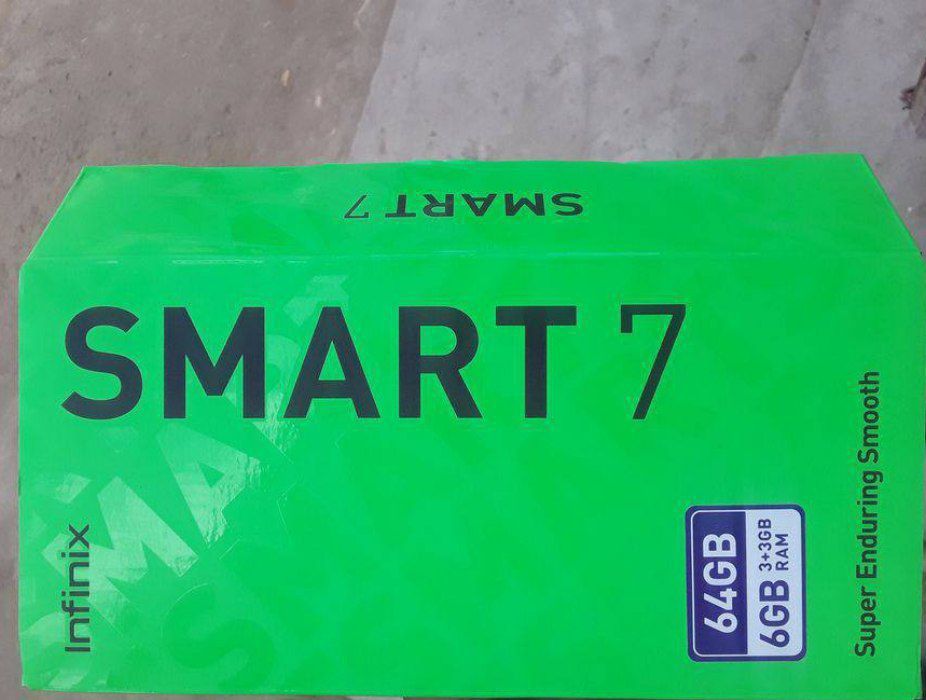 SMART 7
SMART 7
Infinix
64GB
6GB 3+3GB RAM
Super Enduring Smooth